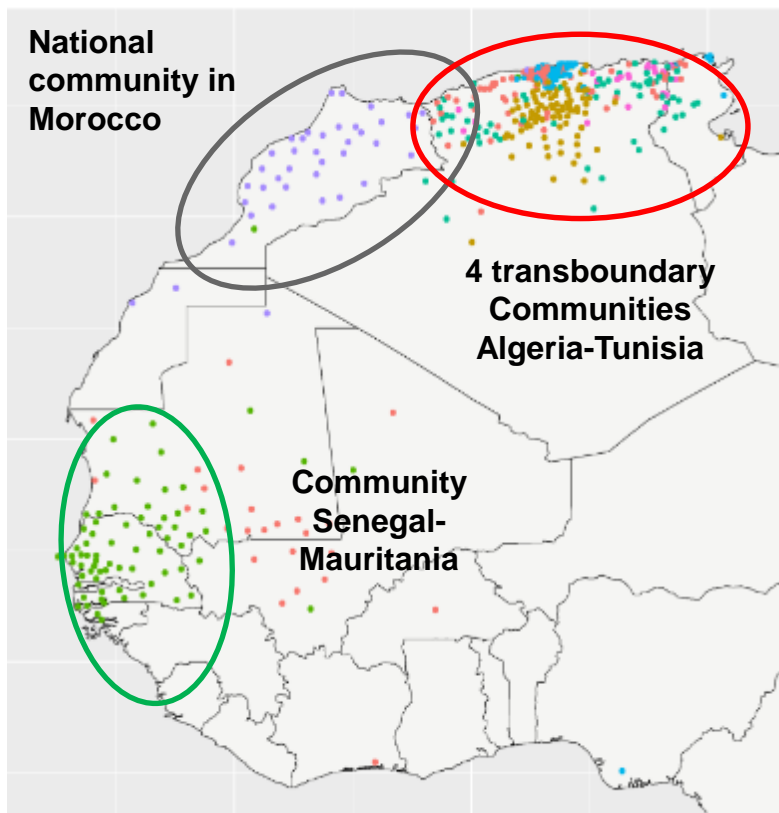 National
community in
Morocco
4 transboundary
Communities
Algeria-Tunisia
Community
Senegal-
Mauritania